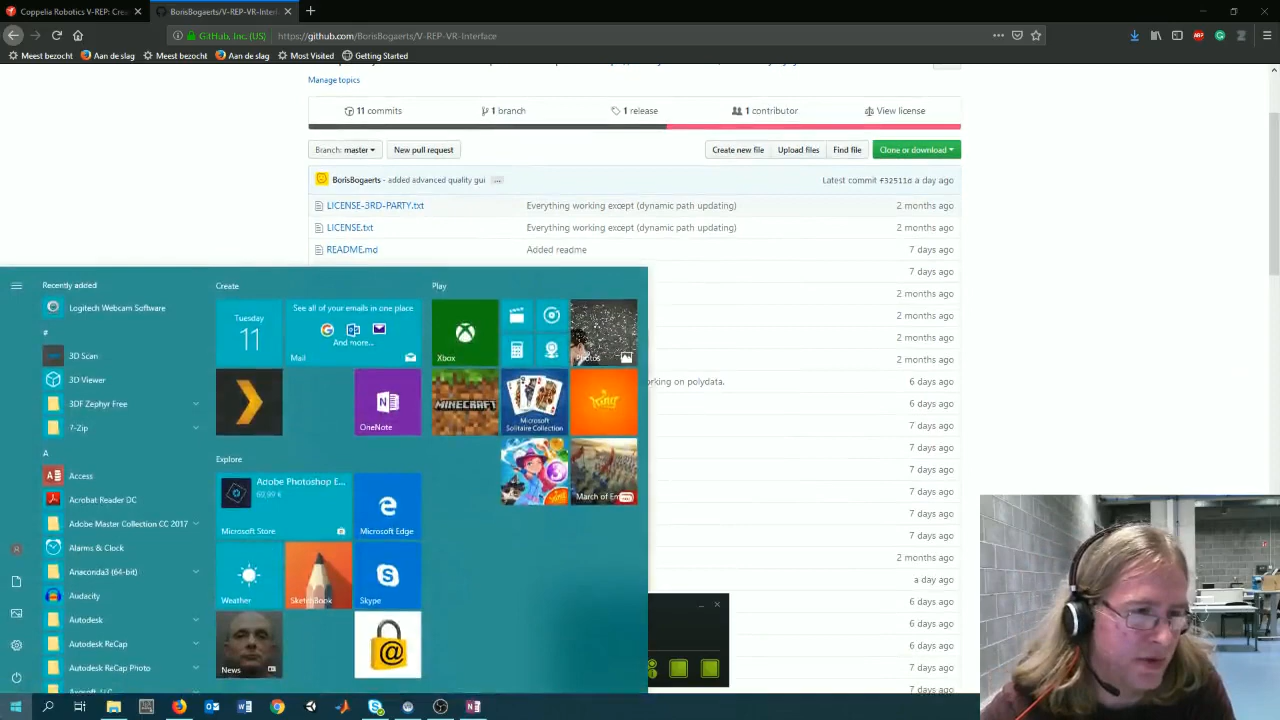 Coppelia Robotics V-REP: Cre
BorisBogaerts/V-REP-VR-Interf
GitHub, Inc. (US)
https://github.com/BorisBogaerts/V-REP-VR-Interface
Meest bezocht
Aan de slag
Meest bezocht
Aan de slag
Most Visited
Getting Started
Manage topics
11 commits
1 branch
1 release
1 contributor
View license
Branch: master
New pull request
Create new file
Upload files
Find file
Clone or download
BorisBogaerts - added advanced quality gui ...
Latest commit f32511d a day ago
LICENSE-3RD-PARTY.txt
Everything working except (dynamic path updating)
2 months ago
LICENSE.txt
Everything working except (dynamic path updating)
2 months ago
README.md
Added readme
7 days ago
7 days ago
2 months ago
2 months ago
2 months ago
2 months ago
orking on polydata.
6 days ago
6 days ago
7 days ago
7 days ago
7 days ago
7 days ago
7 days ago
7 days ago
2 months ago
a day ago
6 days ago
6 days ago
6 days ago
7 days ago
7 days ago
Recently added
Logitech Webcam Software
#
3D Scan
3D Viewer
3DF Zephyr Free
7-Zip
A
Access
Acrobat Reader DC
Adobe Master Collection CC 2017
Alarms & Clock
Anaconda3 (64-bit)
Audacity
Autodesk
Autodesk ReCap
Autodesk ReCap Photo
Create
Tuesday
11
See all of your emails in one place
And more...
Mail
OneNote
Explore
Adobe Photoshop E...
Microsoft Store
Microsoft Edge
Weather
SketchBook
Skype
News
Play
Xbox
Photos
MINECRAFT
Microsoft
Solitaire Collection
King
March of Em